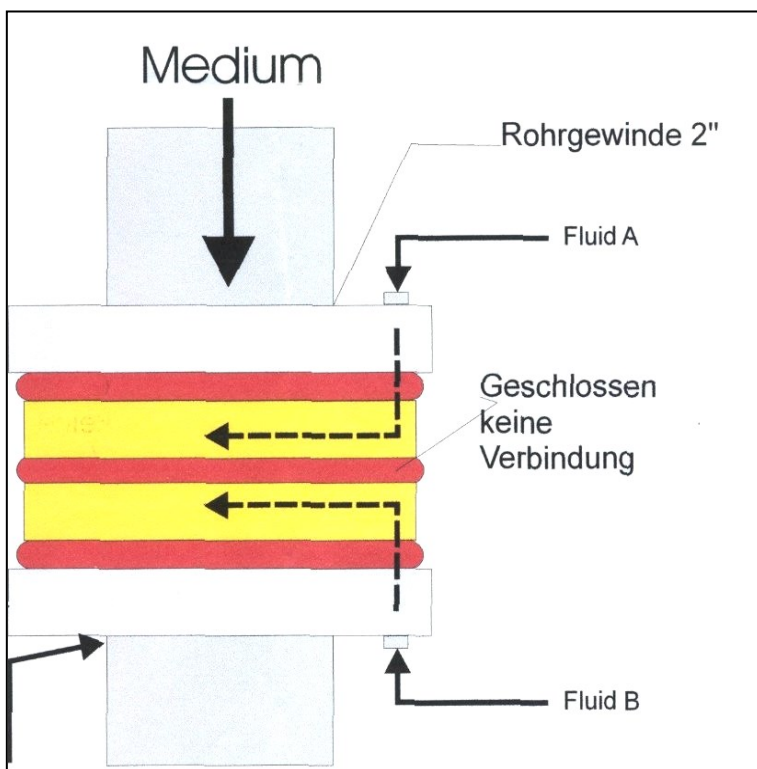 Medium
Rohrgewinde 2"
Fluid A
Geschlossen
keine
Verbindung
Fluid B